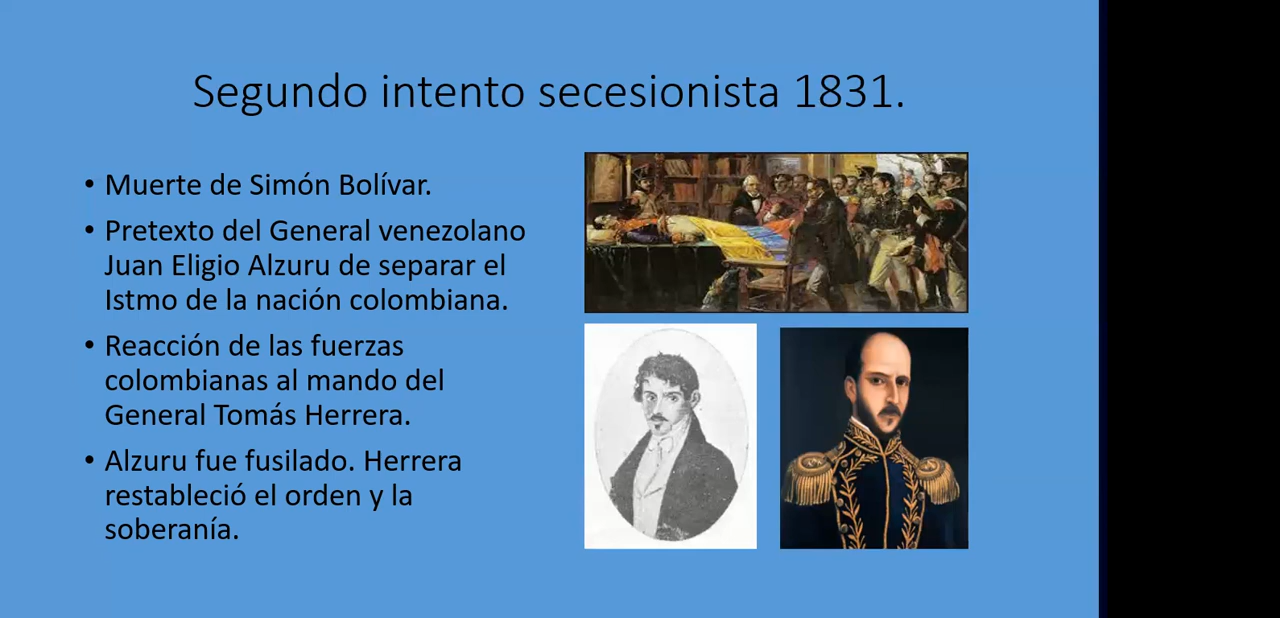 Segundo intento secesionista 1831.
• Muerte de Simón Bolívar.
• Pretexto del General venezolano
Juan Eligio Alzuru de separar el
Istmo de la nación colombiana.
• Reacción de las fuerzas
colombianas al mando del
General Tomás Herrera.
• Alzuru fue fusilado. Herrera
restableció el orden y la
soberanía.